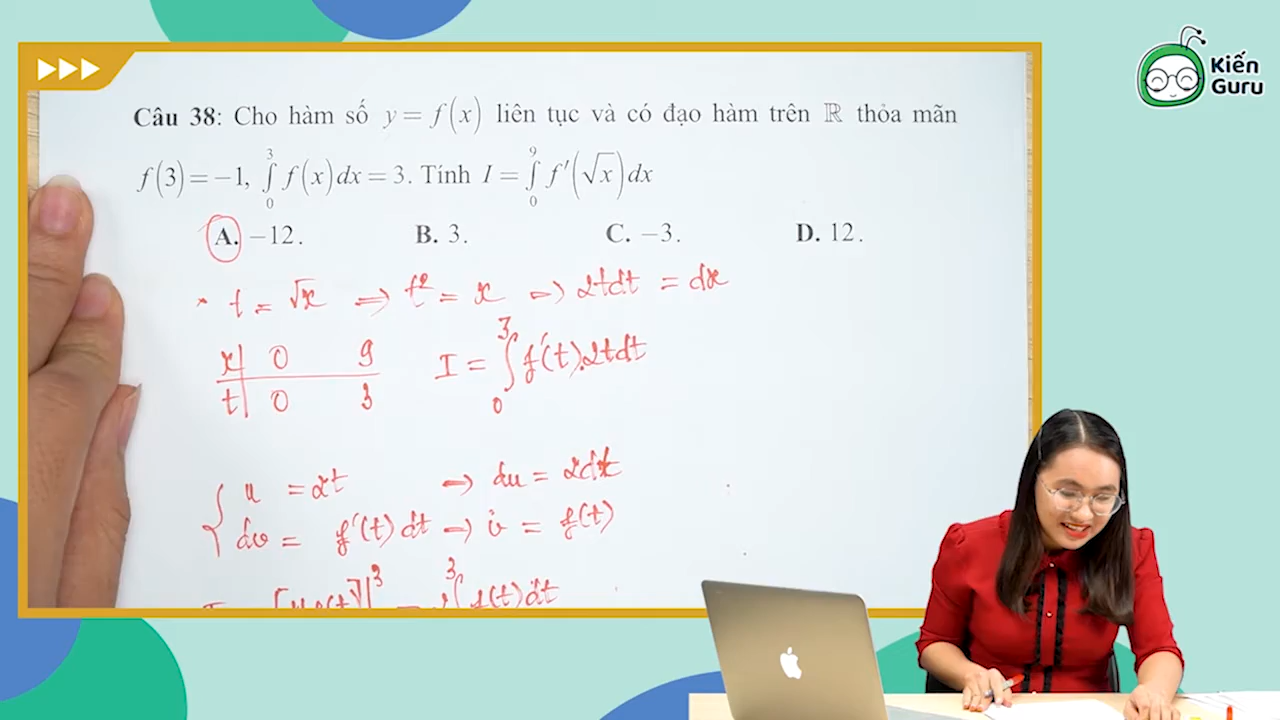 Kiến
Guru
Câu 38: Cho hàm số y = f(x) liên tục và có đạo hàm trên ℝ thỏa mãn
f(3) = −1, ∫₀³ f(x)dx = 3. Tính I = ∫₀⁹ f′(√x)dx
A. −12. B. 3. C. −3. D. 12.
t = √x ⇒ t² = x ⇒ 2tdt = dx
x | 0 9
t | 0 3
I = ∫₀³ f′(t).2tdt
{ u = 2t → du = 2dt
dv = f′(t) dt → v = f(t)